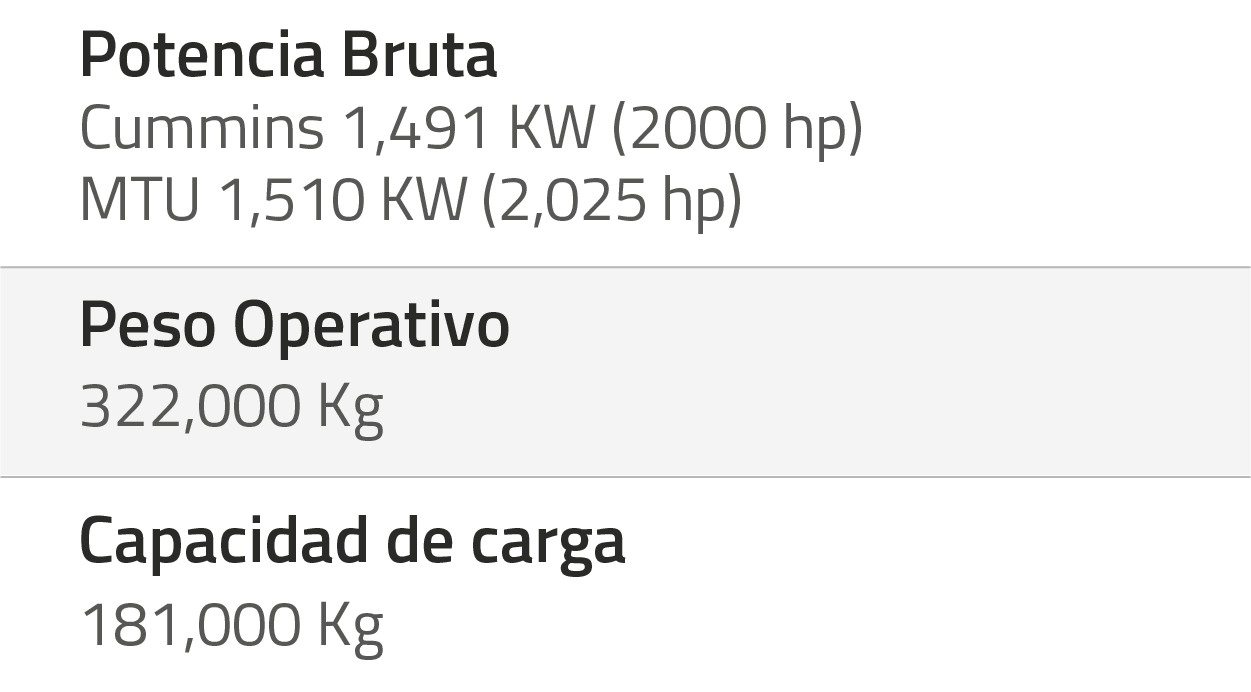 Potencia Bruta
Cummins 1,491 KW (2000 hp)
MTU 1,510 KW (2,025 hp)
Peso Operativo
322,000 Kg
Capacidad de carga
181,000 Kg